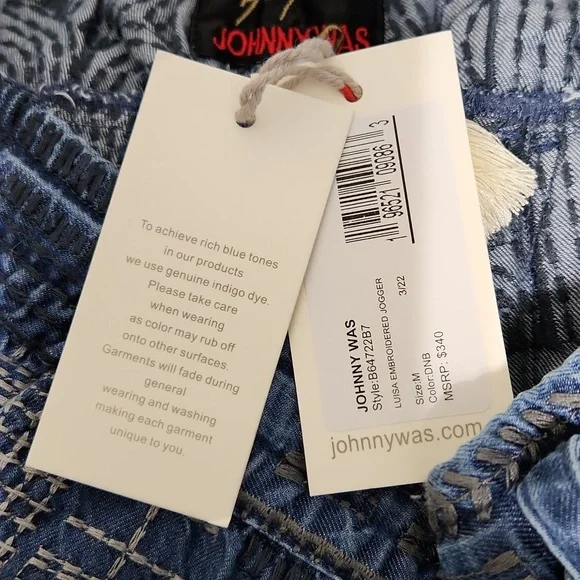 JOHNNY WAS
To achieve rich blue tones
in our products
we use genuine indigo dye.
Please take care
when wearing
as color may rub off
onto other surfaces.
Garments will fade during
general
wearing and washing
making each garment
unique to you.
1 96521 09086 3
JOHNNY WAS
Style:B64722B7
3/22
LUISA EMBROIDERED JOGGER
Size:M
Color:DNB
MSRP: $340
johnnywas.com